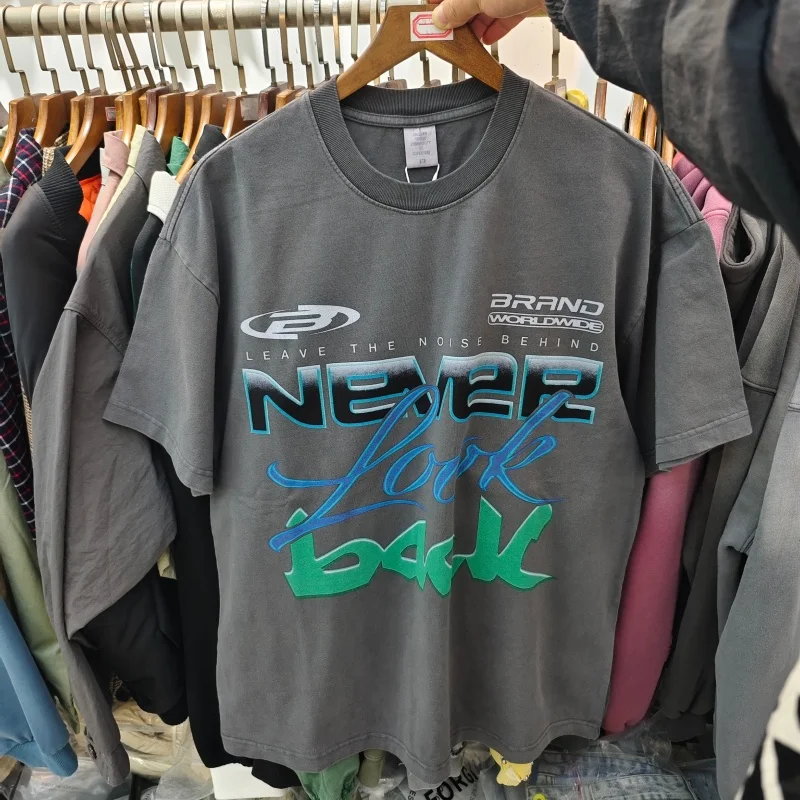 BRAND
WORLDWIDE
LEAVE THE NOISE BEHIND
NEVER
Look
back